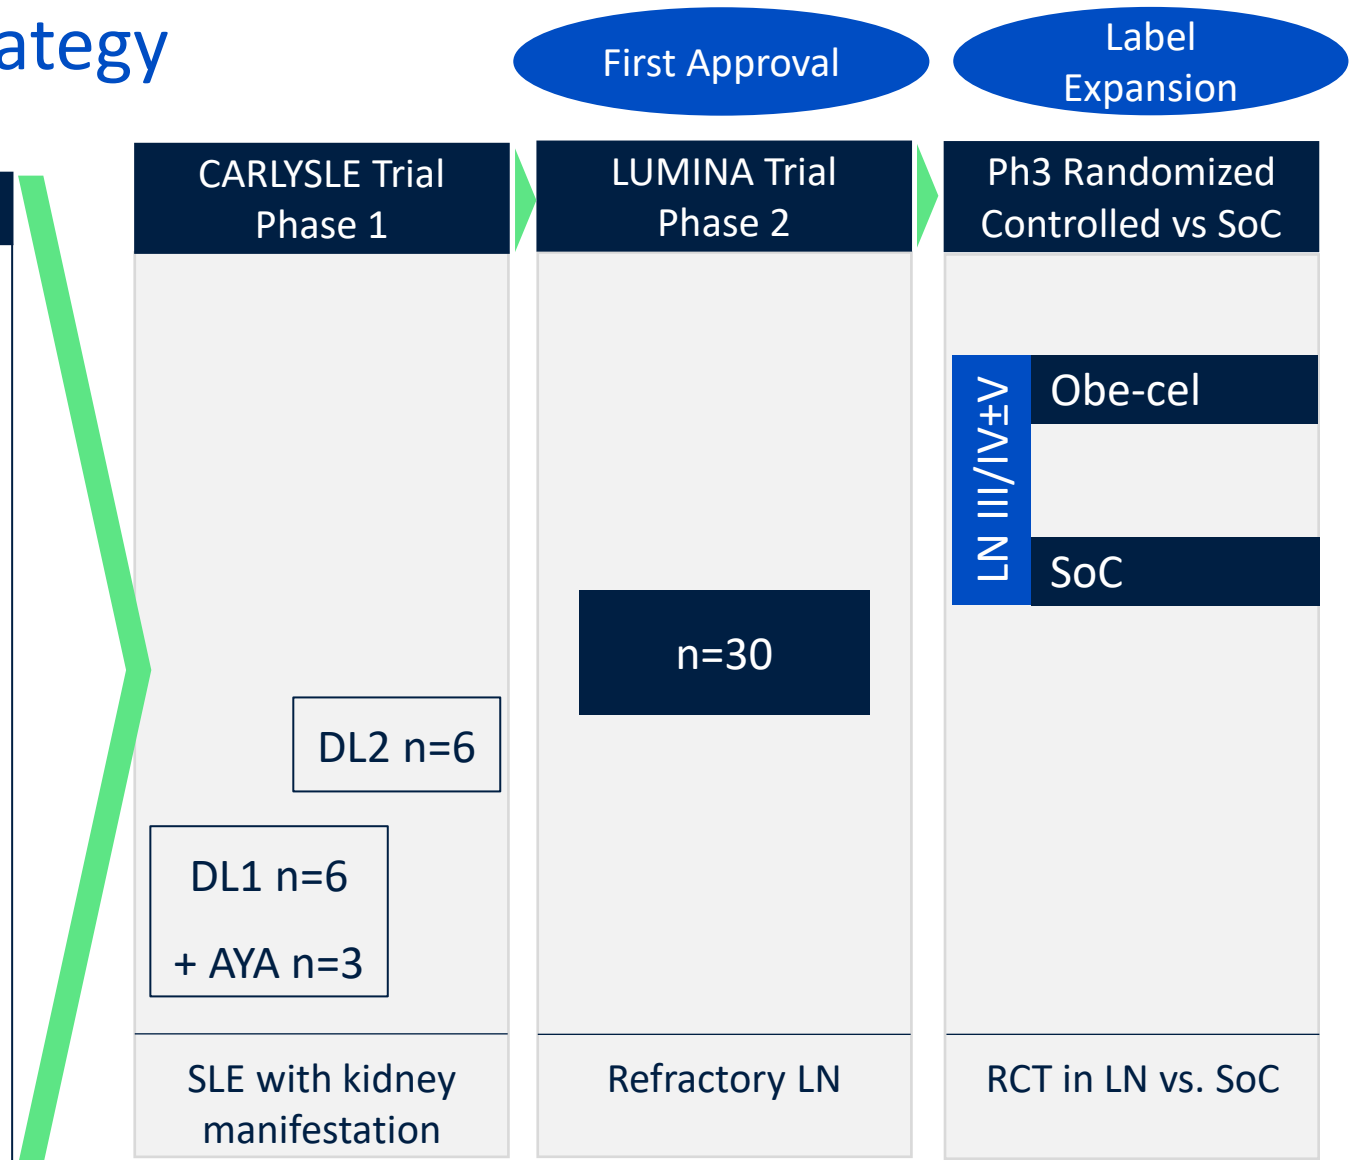 First Approval
Label
Expansion
CARLYSLE Trial
Phase 1
LUMINA Trial
Phase 2
Ph3 Randomized
Controlled vs SoC
LN III/IV±V
Obe-cel
SoC
n=30
DL2 n=6
DL1 n=6
+ AYA n=3
SLE with kidney
manifestation
Refractory LN
RCT in LN vs. SoC